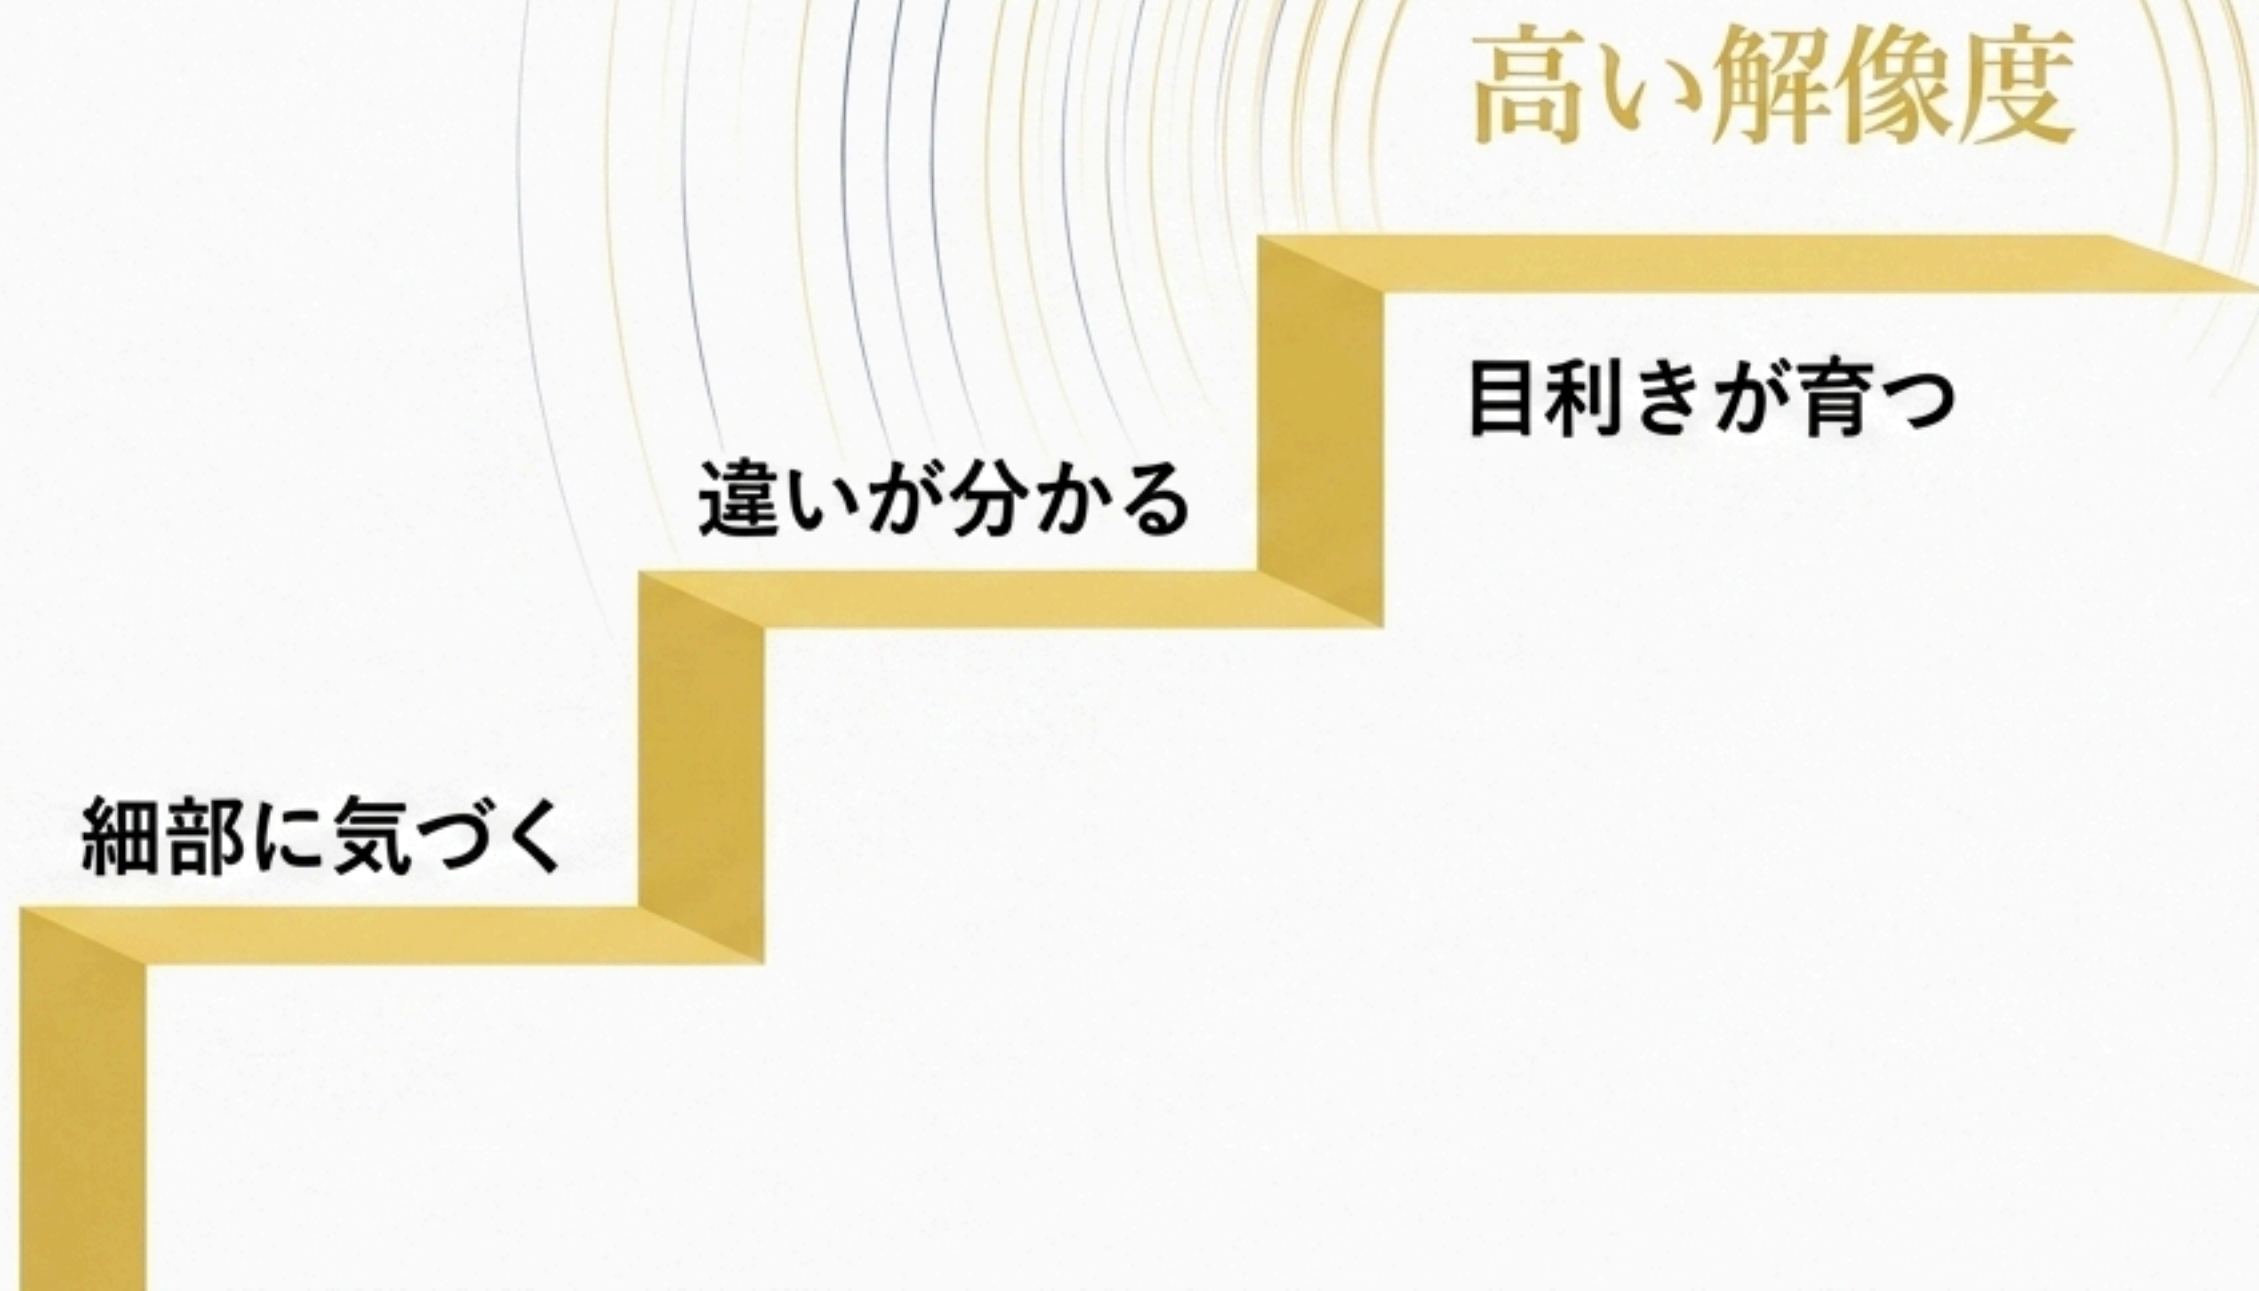 高い解像度
目利きが育つ
違いが分かる
細部に気づく